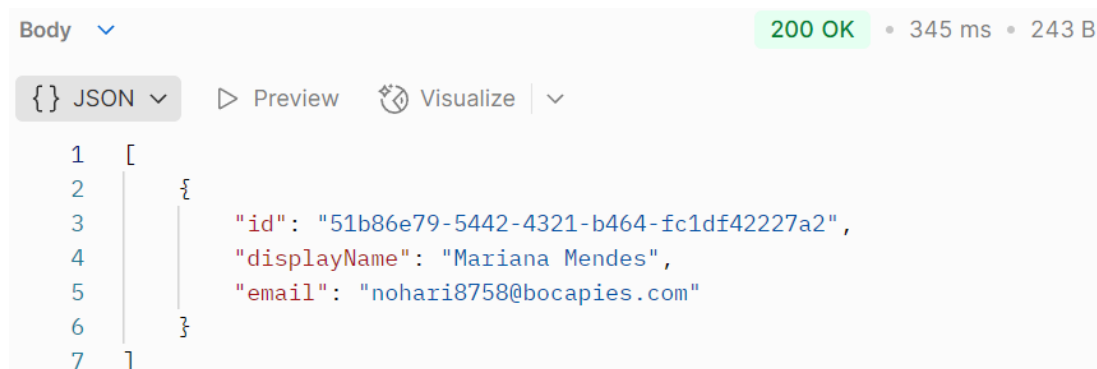 Body 200 OK • 345 ms • 243 B
{} JSON Preview Visualize
1 [
2 {
3 "id": "51b86e79-5442-4321-b464-fc1df42227a2",
4 "displayName": "Mariana Mendes",
5 "email": "nohari8758@bocapies.com"
6 }
7 ]